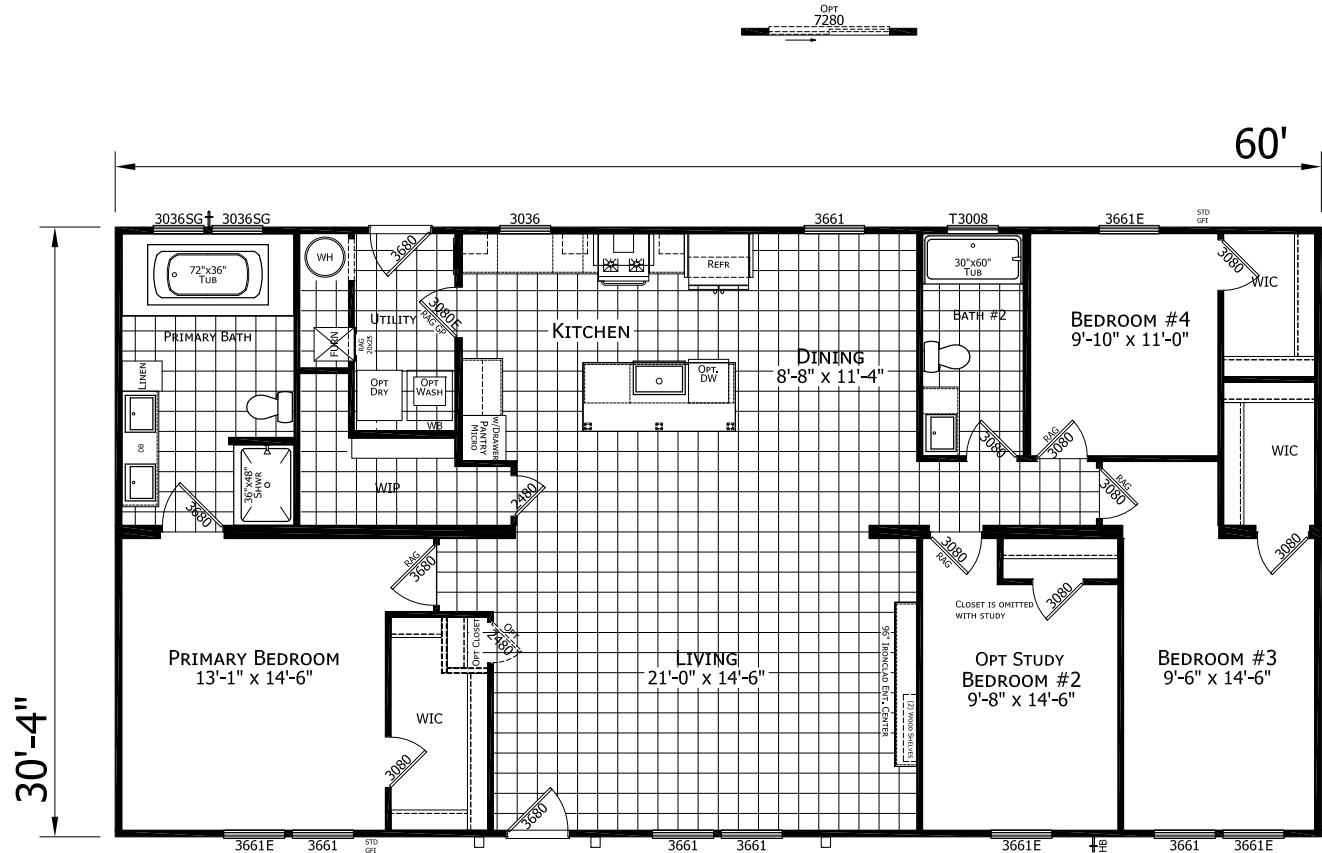 OPT
7280
60'
30'-4"
3036SG
3036SG
3036
3661
T3008
3661E
STD
GFI
3680
WH
72"x36"
TUB
PRIMARY BATH
LINEN
DB
36"x48"
SHWR
3680
FURN
RAG
20x25
UTILITY
3080E
RAG GP
OPT
DRY
OPT
WASH
WB
WIP
2480
KITCHEN
REFR
OPT.
DW
W/DRAWER
PANTRY
MICRO
DINING
8'-8" x 11'-4"
30"x60"
TUB
BATH #2
3080
BEDROOM #4
9'-10" x 11'-0"
RAG
3080
3080
WIC
WIC
RAG
3080
3080
RAG
3680
PRIMARY BEDROOM
13'-1" x 14'-6"
OPT CLOSET
OPT
2480
WIC
3080
LIVING
21'-0" x 14'-6"
96" IRONCLAD ENT. CENTER
(2) WOOD SHELVES
3080
RAG
3080
CLOSET IS OMITTED
WITH STUDY
OPT STUDY
BEDROOM #2
9'-8" x 14'-6"
BEDROOM #3
9'-6" x 14'-6"
3680
3661E
3661
STD
GFI
3661
3661
3661E
HB
3661
3661E